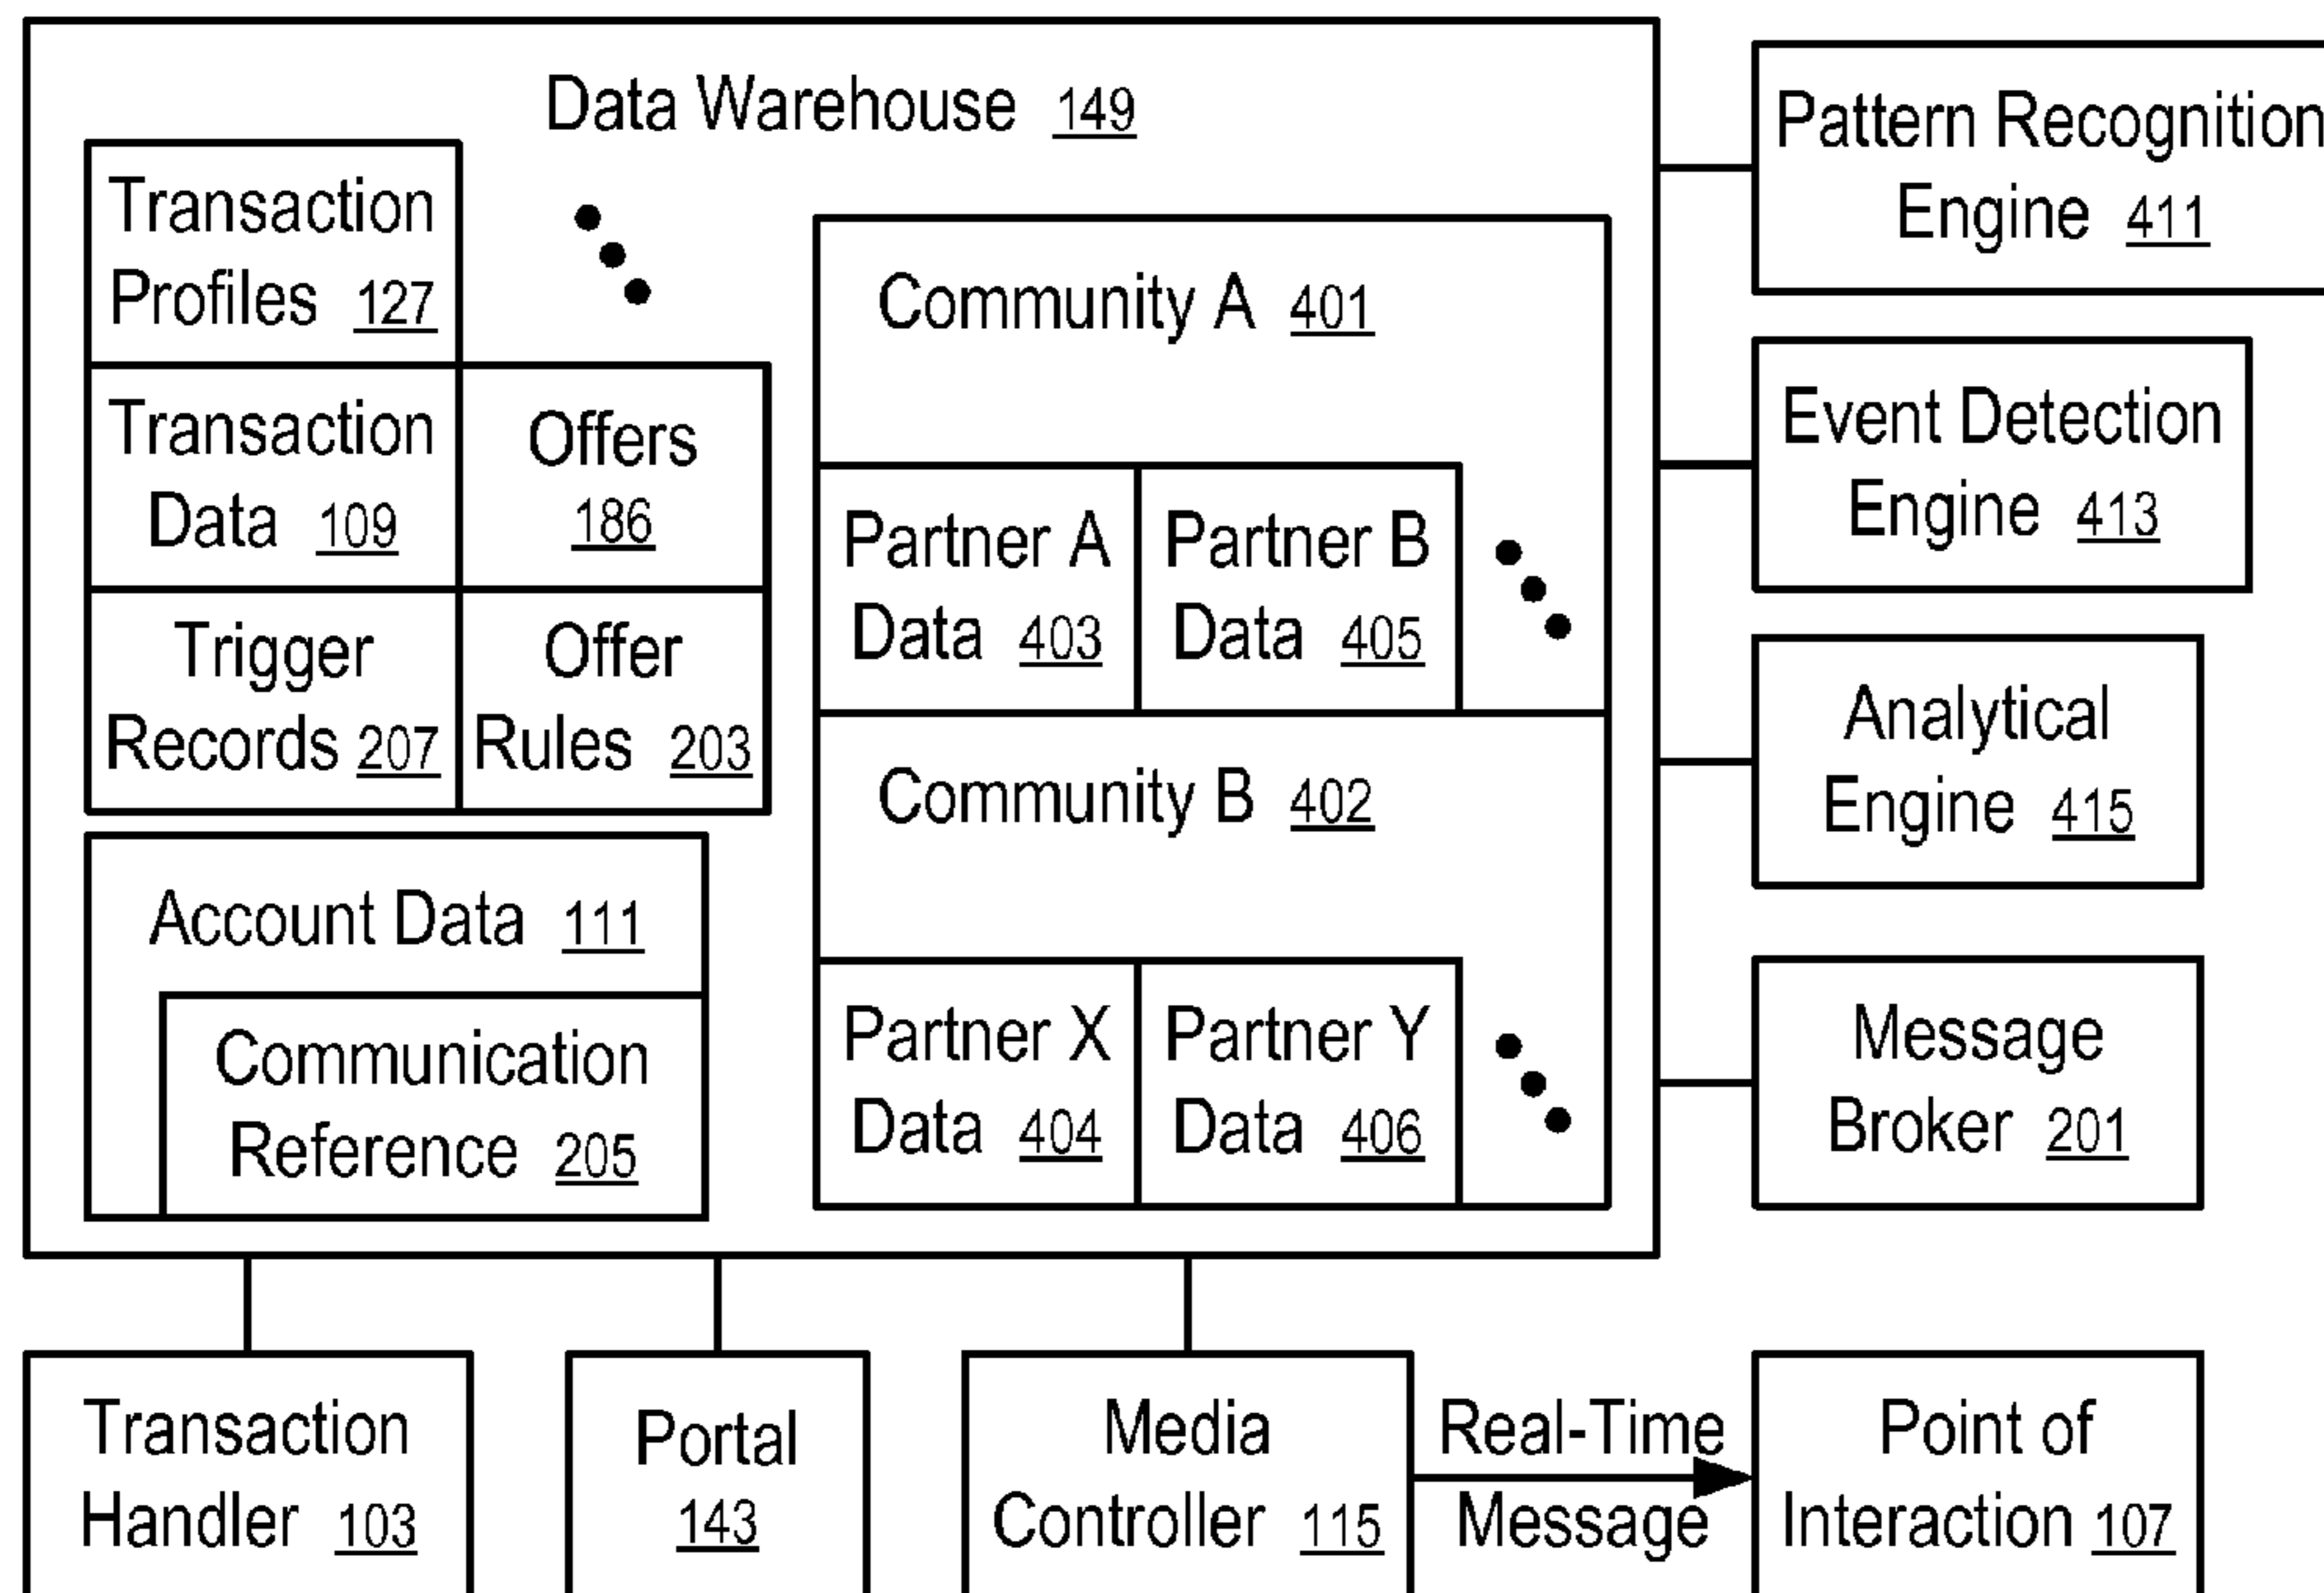 Data Warehouse 149
Transaction
Profiles 127
Transaction
Data 109
Offers
186
Trigger
Records 207
Offer
Rules 203
Account Data 111
Communication
Reference 205
Community A 401
Partner A
Data 403
Partner B
Data 405
Community B 402
Partner X
Data 404
Partner Y
Data 406
Pattern Recognition
Engine 411
Event Detection
Engine 413
Analytical
Engine 415
Message
Broker 201
Transaction
Handler 103
Portal
143
Media
Controller 115
Real-Time
Message
Point of
Interaction 107